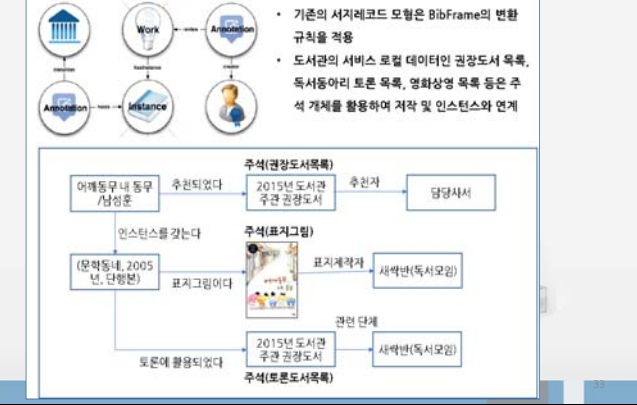 Work
Annotation
Annotation
Instance
• 기존의 서지레코드 모형은 BibFrame의 변환
규칙을 적용
• 도서관의 서비스 로컬 데이터인 권장도서 목록,
독서동아리 토론 목록, 영화상영 목록 등은 주
석 개체를 활용하여 저작 및 인스턴스와 연계
주석(권장도서목록)
어깨동무 내 동무
/남성훈
추천되었다
2015년 도서관
주관 권장도서
추천자
담당사서
인스턴스를 갖는다
주석(표지그림)
(문학동네, 2005
년, 단행본)
표지그림이다
표지제작자
새싹반(독서모임)
관련 단체
토론에 활용되었다
2015년 도서관
주관 권장도서
새싹반(독서모임)
주석(토론도서목록)
33